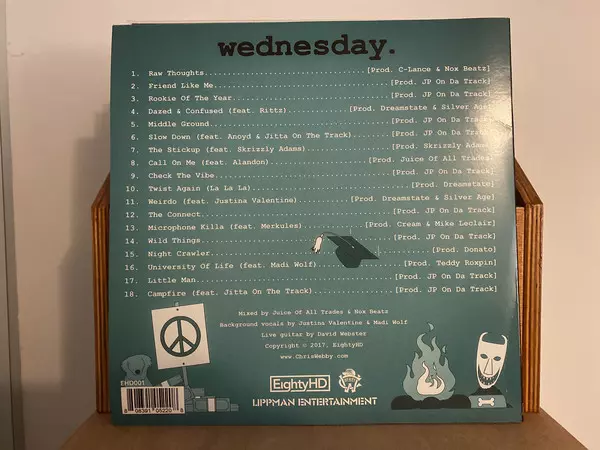 wednesday.
1. Raw Thoughts................................[Prod. C-Lance & Nox Beatz]
2. Friend Like Me..................................[Prod. JP On Da Track]
3. Rookie Of The Year..............................[Prod. JP On Da Track]
4. Dazed & Confused (feat. Rittz)..........[Prod. Dreamstate & Silver Age]
5. Middle Ground...................................[Prod. JP On Da Track]
6. Slow Down (feat. Anoyd & Jitta On The Track)....[Prod. JP On Da Track]
7. The Stickup (feat. Skrizzly Adams)..............[Prod. Skrizzly Adams]
8. Call On Me (feat. Alandon)...................[Prod. Juice Of All Trades]
9. Check The Vibe..................................[Prod. JP On Da Track]
10. Twist Again (La La La)..............................[Prod. Dreamstate]
11. Weirdo (feat. Justina Valentine)........[Prod. Dreamstate & Silver Age]
12. The Connect.....................................[Prod. JP On Da Track]
13. Microphone Killa (feat. Merkules)..........[Prod. Cream & Mike Leclair]
14. Wild Things.....................................[Prod. JP On Da Track]
15. Night Crawler...........................................[Prod. Donato]
16. University Of Life (feat. Madi Wolf)..............[Prod. Teddy Roxpin]
17. Little Man......................................[Prod. JP On Da Track]
18. Campfire (feat. Jitta On The Track).............[Prod. JP On Da Track]
Mixed by Juice Of All Trades & Nox Beatz
Background vocals by Justina Valentine & Madi Wolf
Live guitar by David Webster
Copyright © 2017, EightyHD
www.ChrisWebby.com
EHD001
EightyHD
LIPPMAN ENTERTAINMENT